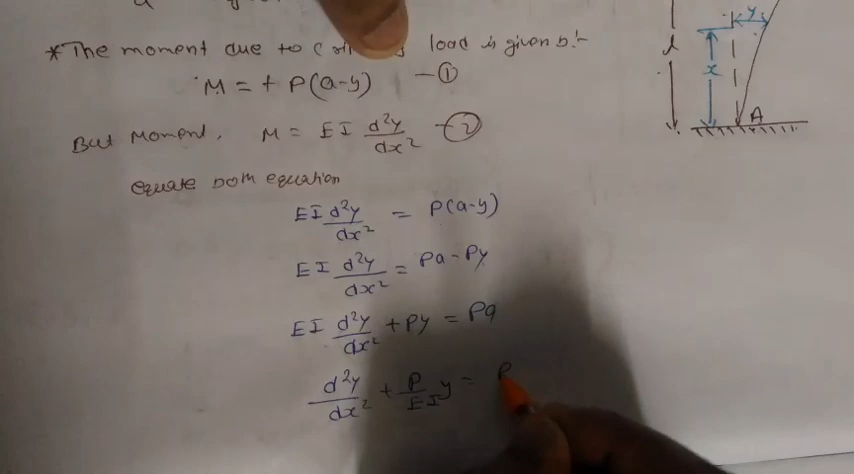 a
*The moment due to load is given b:-
M = + P(a-y) —①
But Moment, M = EI d²y/dx² —②
equate both equation
EI d²y/dx² = P(a-y)
EI d²y/dx² = Pa - Py
EI d²y/dx² + Py = Pa
d²y/dx² + P/EI y = P
y
l
x
A